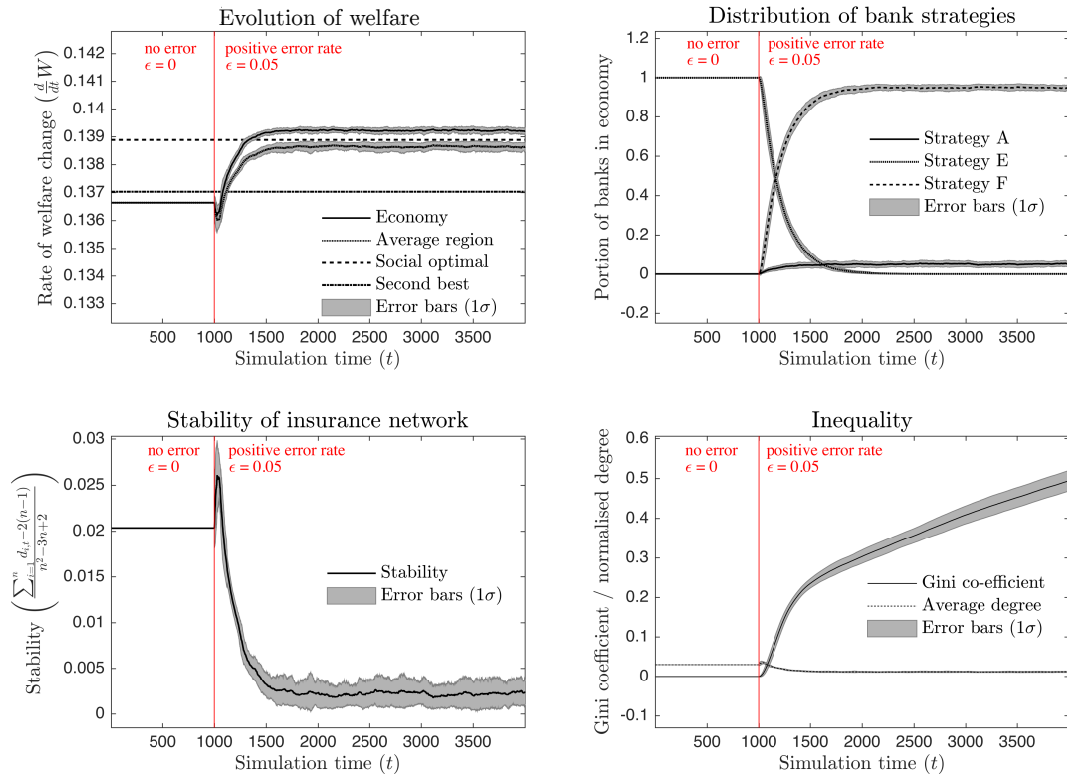 Evolution of welfare
no error
ϵ = 0
positive error rate
ϵ = 0.05
0.142
0.141
0.14
0.139
0.138
0.137
0.136
0.135
0.134
0.133
Rate of welfare change (d/dt W)
Economy
Average region
Social optimal
Second best
Error bars (1σ)
500 1000 1500 2000 2500 3000 3500
Simulation time (t)
Distribution of bank strategies
no error
ϵ = 0
positive error rate
ϵ = 0.05
1.2
1
0.8
0.6
0.4
0.2
0
-0.2
Portion of banks in economy
Strategy A
Strategy E
Strategy F
Error bars (1σ)
500 1000 1500 2000 2500 3000 3500
Simulation time (t)
Stability of insurance network
no error
ϵ = 0
positive error rate
ϵ = 0.05
0.03
0.025
0.02
0.015
0.01
0.005
0
Stability (∑ⁿᵢ₌₁ dᵢ,ₜ−2(n−1) / n²−3n+2)
Stability
Error bars (1σ)
500 1000 1500 2000 2500 3000 3500
Simulation time (t)
Inequality
no error
ϵ = 0
positive error rate
ϵ = 0.05
0.6
0.5
0.4
0.3
0.2
0.1
0
-0.1
Gini coefficient / normalised degree
Gini co-efficient
Average degree
Error bars (1σ)
500 1000 1500 2000 2500 3000 3500
Simulation time (t)